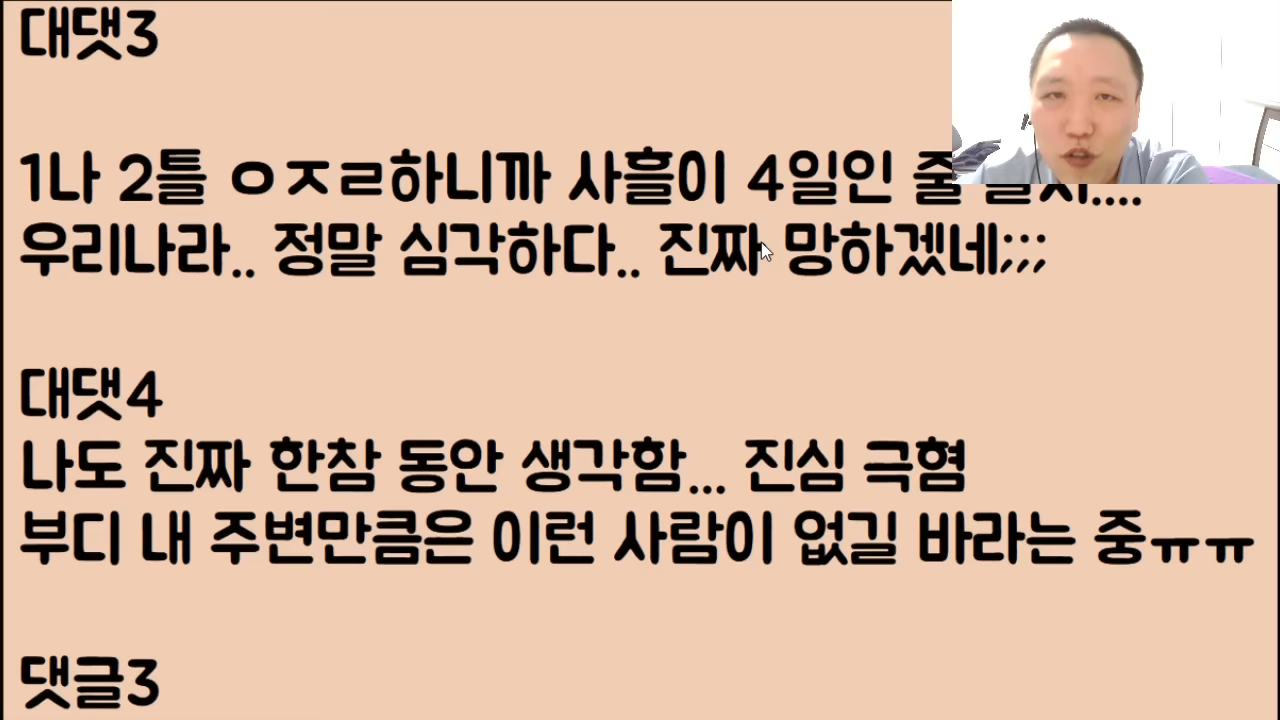 대댓3
1나 2틀 ㅇㅈㄹ하니까 사흘이 4일인 줄
우리나라.. 정말 심각하다.. 진짜 망하겠네;;;
대댓4
나도 진짜 한참 동안 생각함... 진심 극혐
부디 내 주변만큼은 이런 사람이 없길 바라는 중ㅠㅠ
댓글3